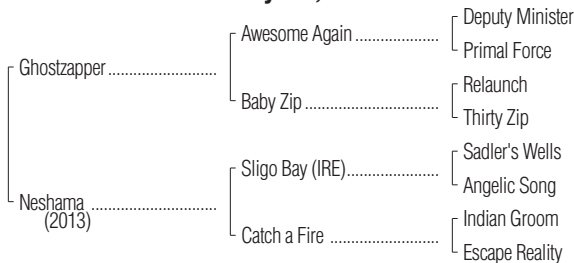 Deputy Minister
Awesome Again
Primal Force
Ghostzapper
Relaunch
Baby Zip
Thirty Zip
Sadler's Wells
Sligo Bay (IRE)
Angelic Song
Neshama
(2013)
Indian Groom
Catch a Fire
Escape Reality